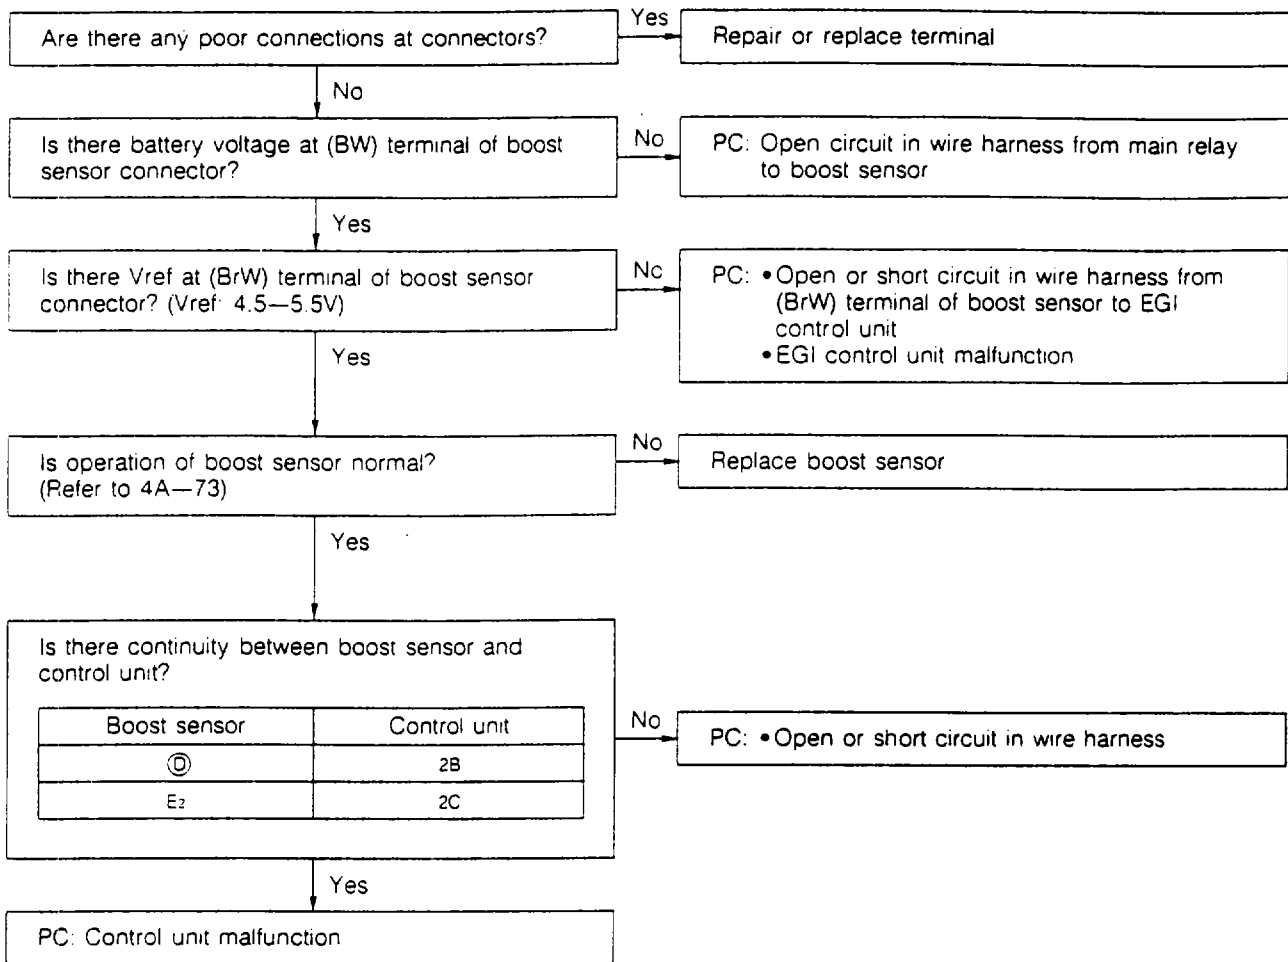 Are there any poor connections at connectors?
Yes
Repair or replace terminal
No
Is there battery voltage at (BW) terminal of boost
sensor connector?
No
PC: Open circuit in wire harness from main relay
to boost sensor
Yes
Is there Vref at (BrW) terminal of boost sensor
connector? (Vref: 4.5—5.5V)
No
PC: •Open or short circuit in wire harness from
(BrW) terminal of boost sensor to EGI
control unit
•EGI control unit malfunction
Yes
Is operation of boost sensor normal?
(Refer to 4A—73)
No
Replace boost sensor
Yes
Is there continuity between boost sensor and
control unit?
Boost sensor Control unit
Ⓓ 2B
E2 2C
No
PC: •Open or short circuit in wire harness
Yes
PC: Control unit malfunction